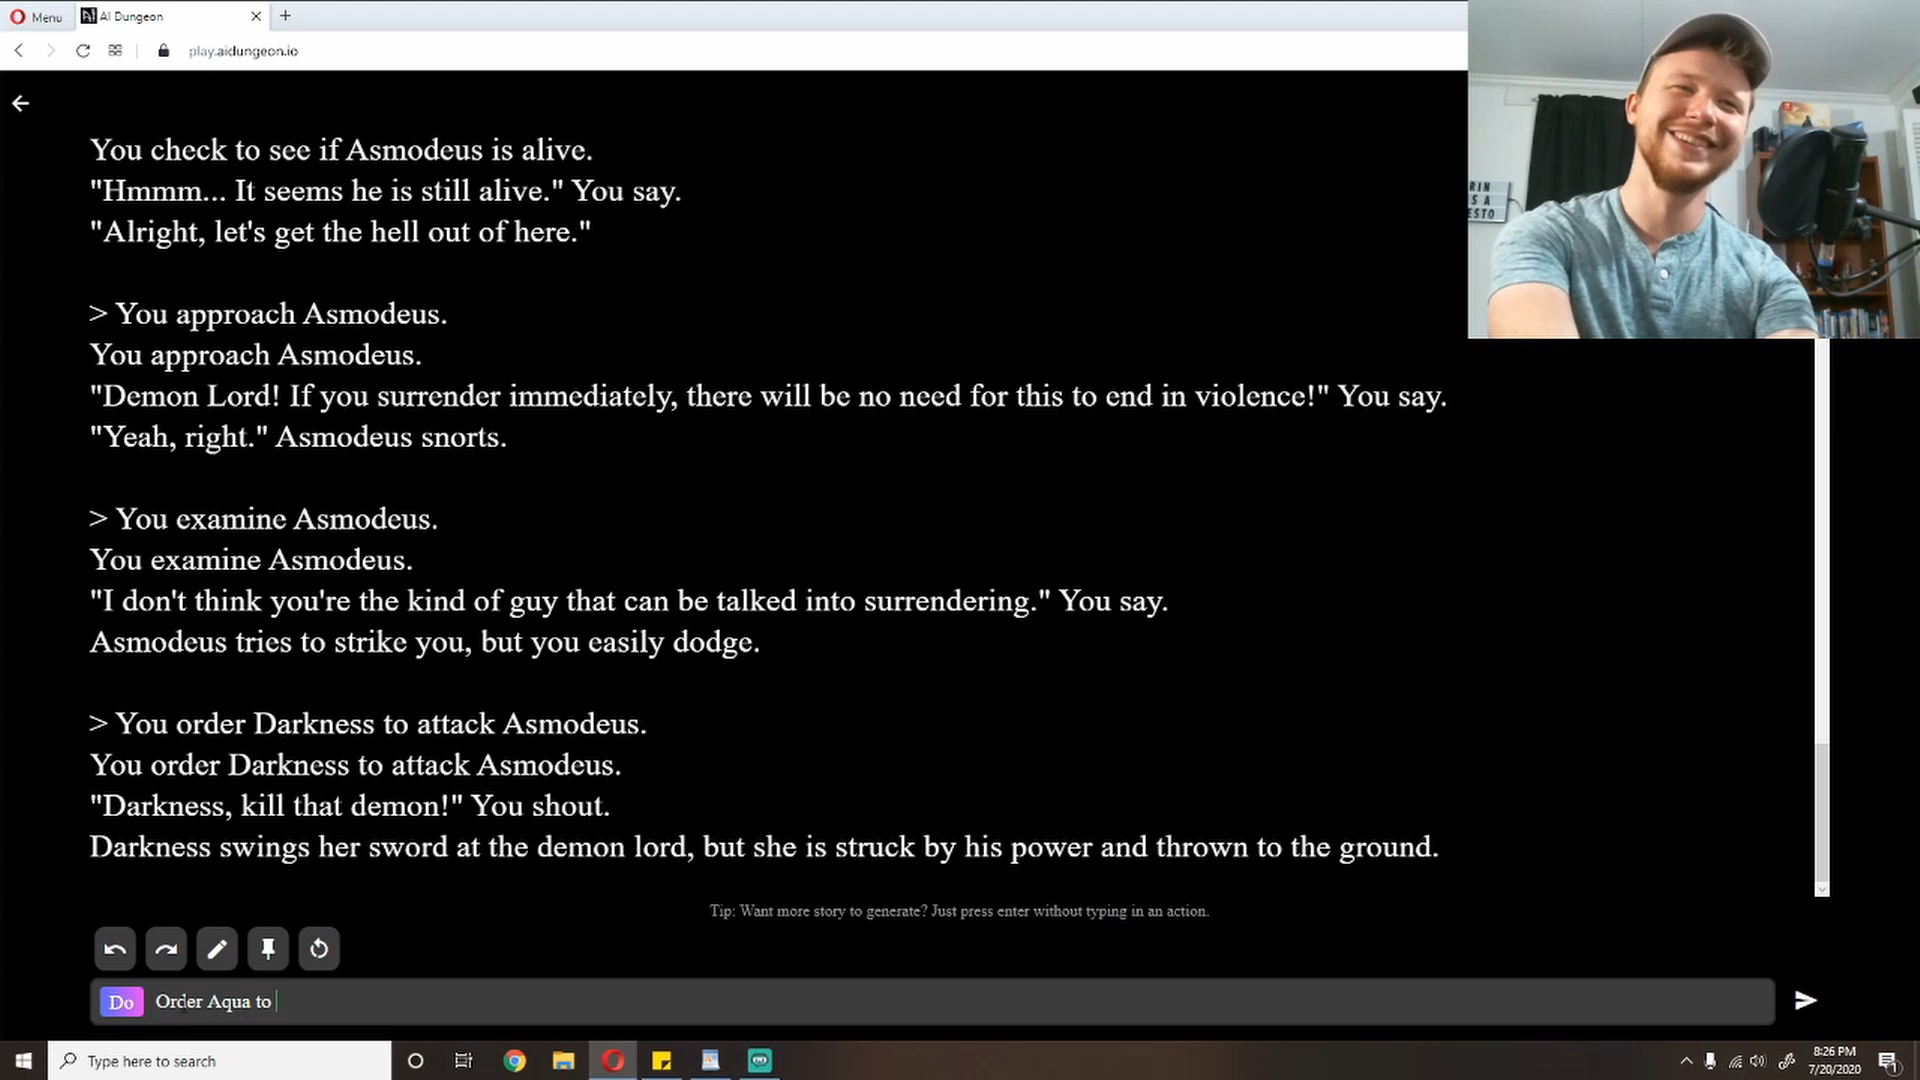 Menu
AI Dungeon
play.aidungeon.io
RIN
S A
ESTO
You check to see if Asmodeus is alive.
"Hmmm... It seems he is still alive." You say.
"Alright, let's get the hell out of here."
> You approach Asmodeus.
You approach Asmodeus.
"Demon Lord! If you surrender immediately, there will be no need for this to end in violence!" You say.
"Yeah, right." Asmodeus snorts.
> You examine Asmodeus.
You examine Asmodeus.
"I don't think you're the kind of guy that can be talked into surrendering." You say.
Asmodeus tries to strike you, but you easily dodge.
> You order Darkness to attack Asmodeus.
You order Darkness to attack Asmodeus.
"Darkness, kill that demon!" You shout.
Darkness swings her sword at the demon lord, but she is struck by his power and thrown to the ground.
Tip: Want more story to generate? Just press enter without typing in an action.
Do Order Aqua to
Type here to search
8:26 PM
7/20/2020